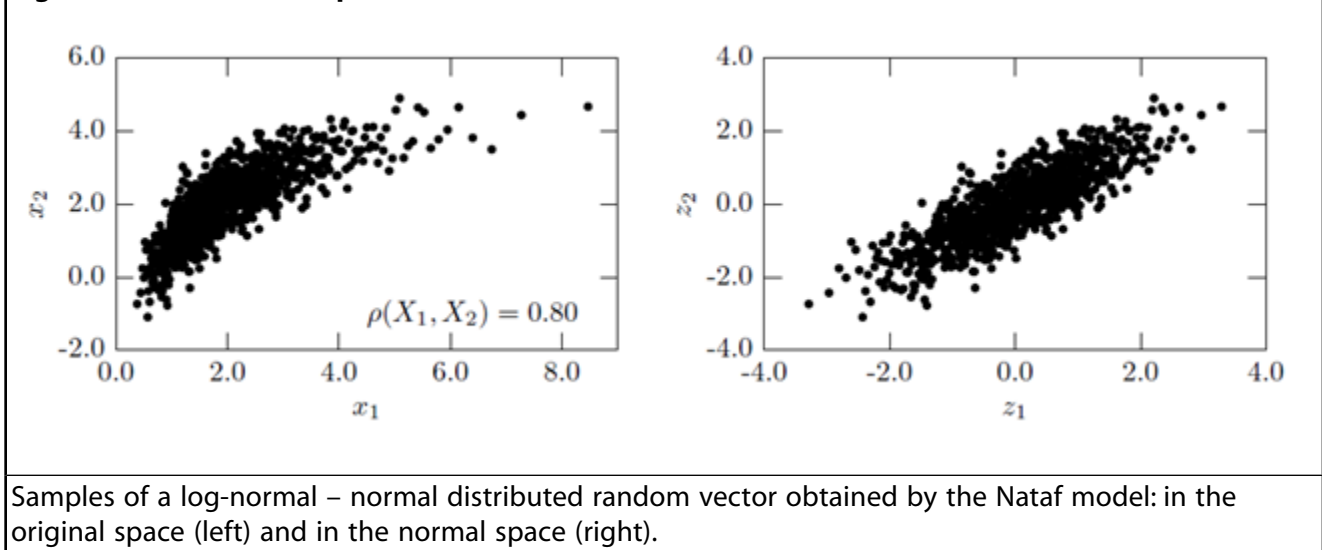 6.0
4.0
2.0
0.0
-2.0
0.0 2.0 4.0 6.0 8.0
x₂
x₁
ρ(X₁, X₂) = 0.80
4.0
2.0
0.0
-2.0
-4.0
-4.0 -2.0 0.0 2.0 4.0
z₂
z₁
Samples of a log-normal – normal distributed random vector obtained by the Nataf model: in the
original space (left) and in the normal space (right).